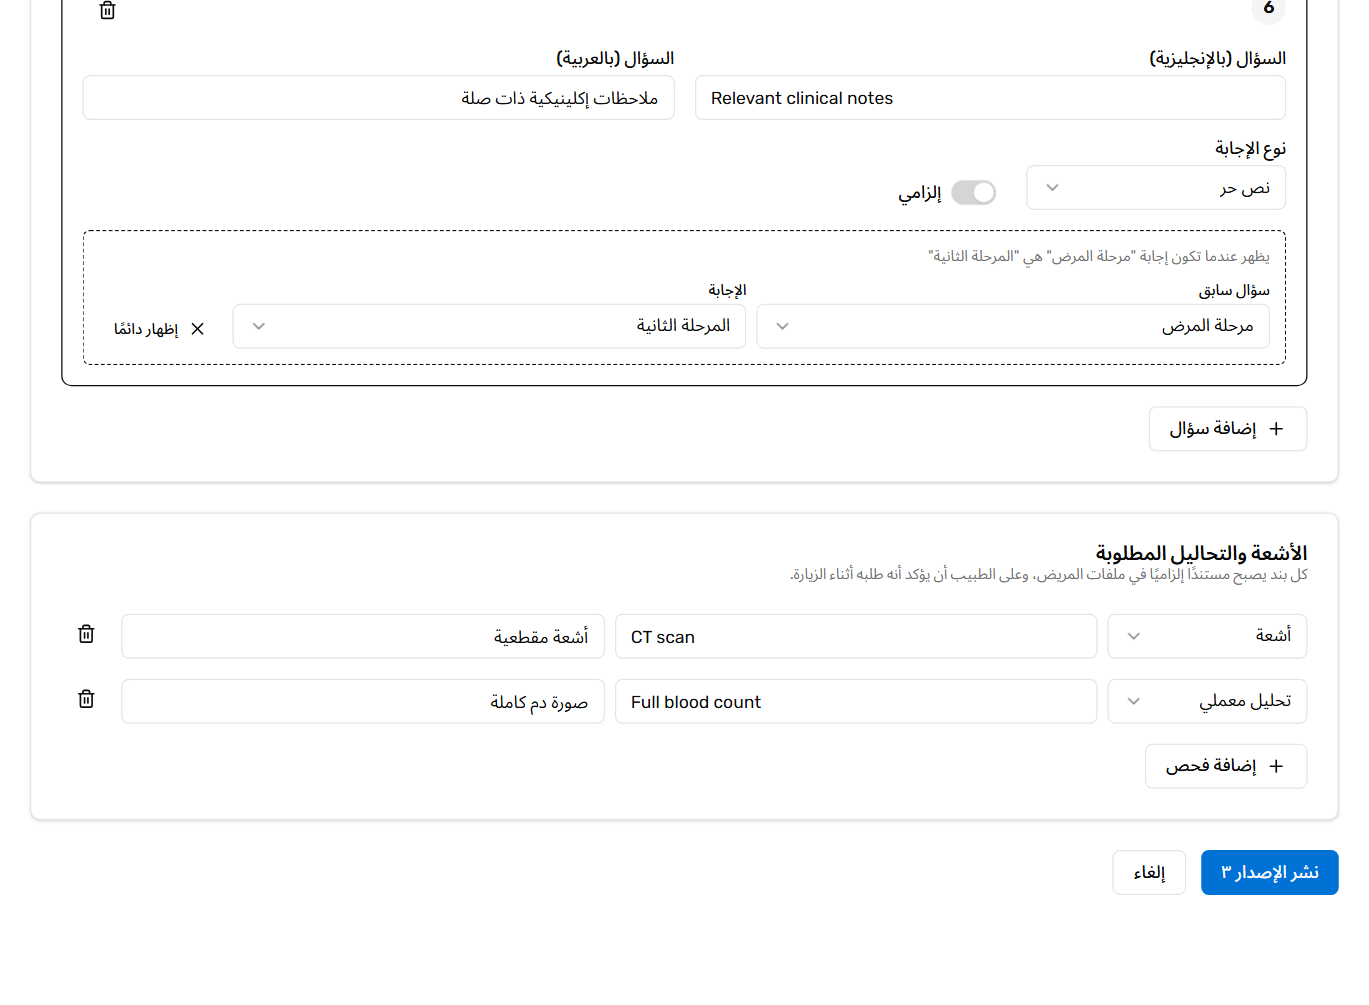 6
السؤال (بالإنجليزية)
السؤال (بالعربية)
Relevant clinical notes
ملاحظات إكلينيكية ذات صلة
نوع الإجابة
نص حر
إلزامي
يظهر عندما تكون إجابة "مرحلة المرض" هي "المرحلة الثانية"
سؤال سابق
الإجابة
مرحلة المرض
المرحلة الثانية
إظهار دائمًا
إضافة سؤال
الأشعة والتحاليل المطلوبة
كل بند يصبح مستندًا إلزاميًا في ملفات المريض، وعلى الطبيب أن يؤكد أنه طلبه أثناء الزيارة.
أشعة
CT scan
أشعة مقطعية
تحليل معملي
Full blood count
صورة دم كاملة
إضافة فحص
نشر الإصدار ٣
إلغاء